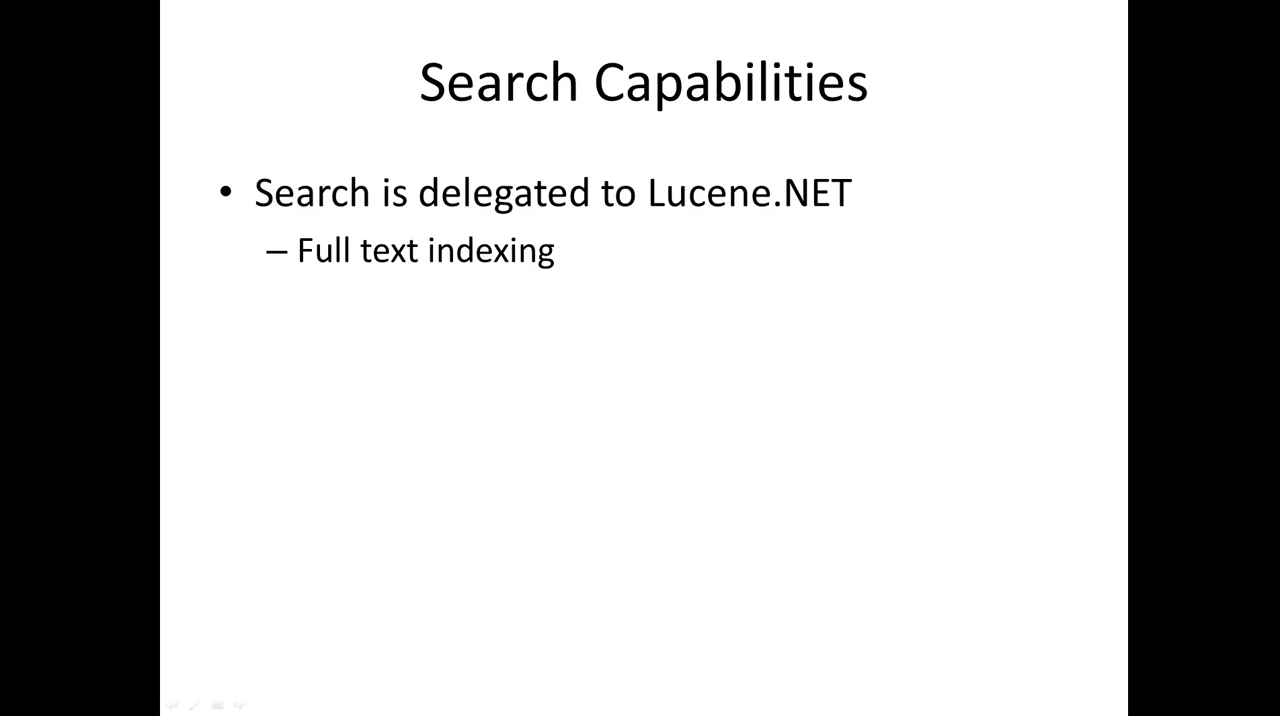 Search Capabilities
• Search is delegated to Lucene.NET
– Full text indexing